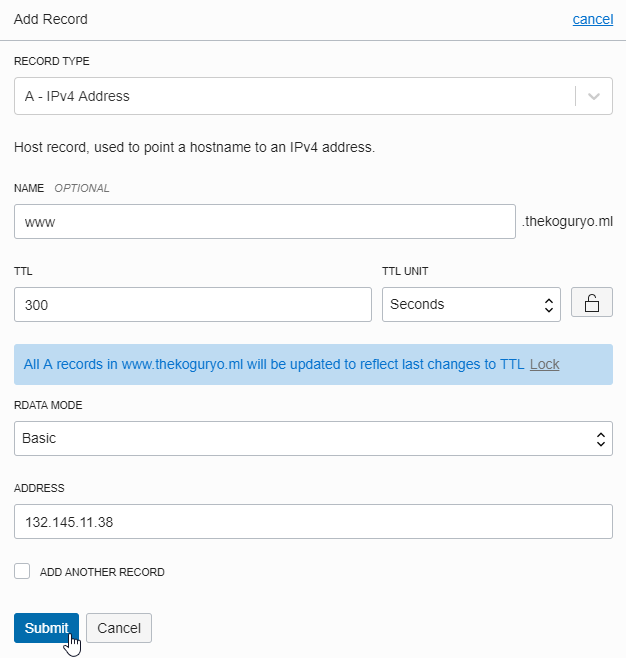 Add Record cancel
RECORD TYPE
A - IPv4 Address
Host record, used to point a hostname to an IPv4 address.
NAME OPTIONAL
www .thekoguryo.ml
TTL TTL UNIT
300 Seconds
All A records in www.thekoguryo.ml will be updated to reflect last changes to TTL Lock
RDATA MODE
Basic
ADDRESS
132.145.11.38
ADD ANOTHER RECORD
Submit Cancel